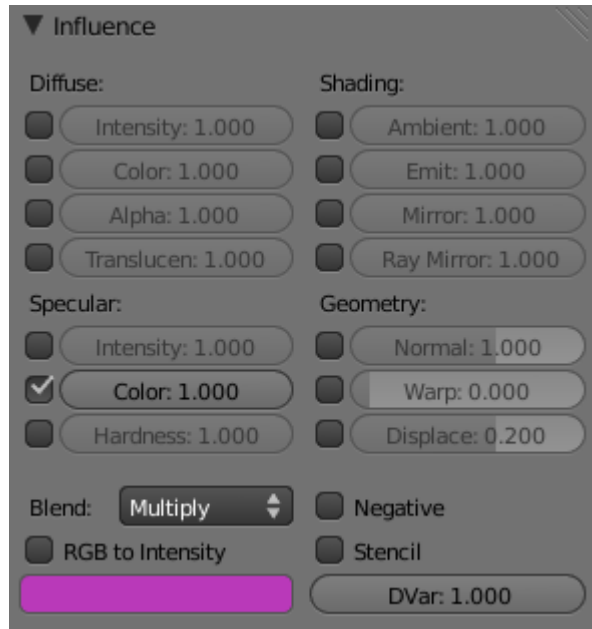 Influence
Diffuse:
Intensity: 1.000
Color: 1.000
Alpha: 1.000
Translucen: 1.000
Shading:
Ambient: 1.000
Emit: 1.000
Mirror: 1.000
Ray Mirror: 1.000
Specular:
Intensity: 1.000
Color: 1.000
Hardness: 1.000
Geometry:
Normal: 1.000
Warp: 0.000
Displace: 0.200
Blend: Multiply
Negative
RGB to Intensity
Stencil
DVar: 1.000